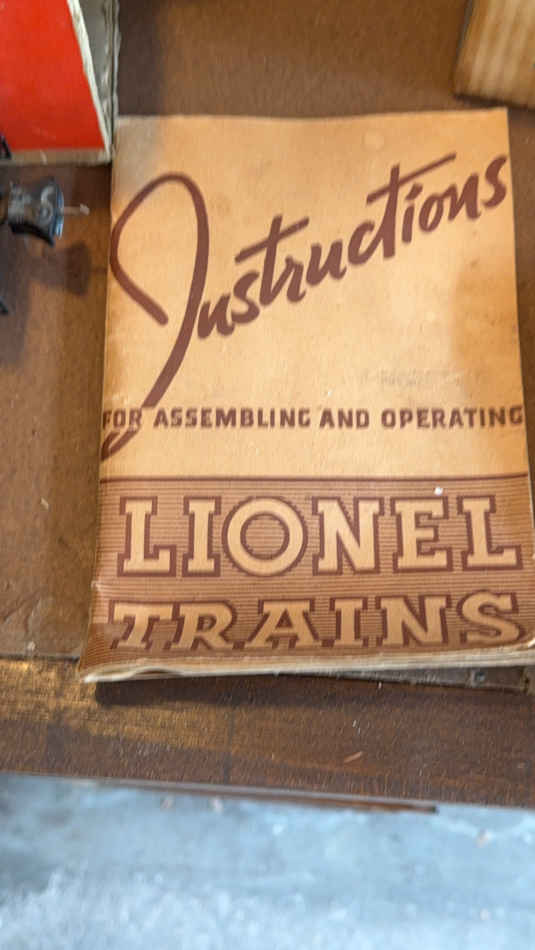 Instructions
FOR ASSEMBLING AND OPERATING
LIONEL
TRAINS